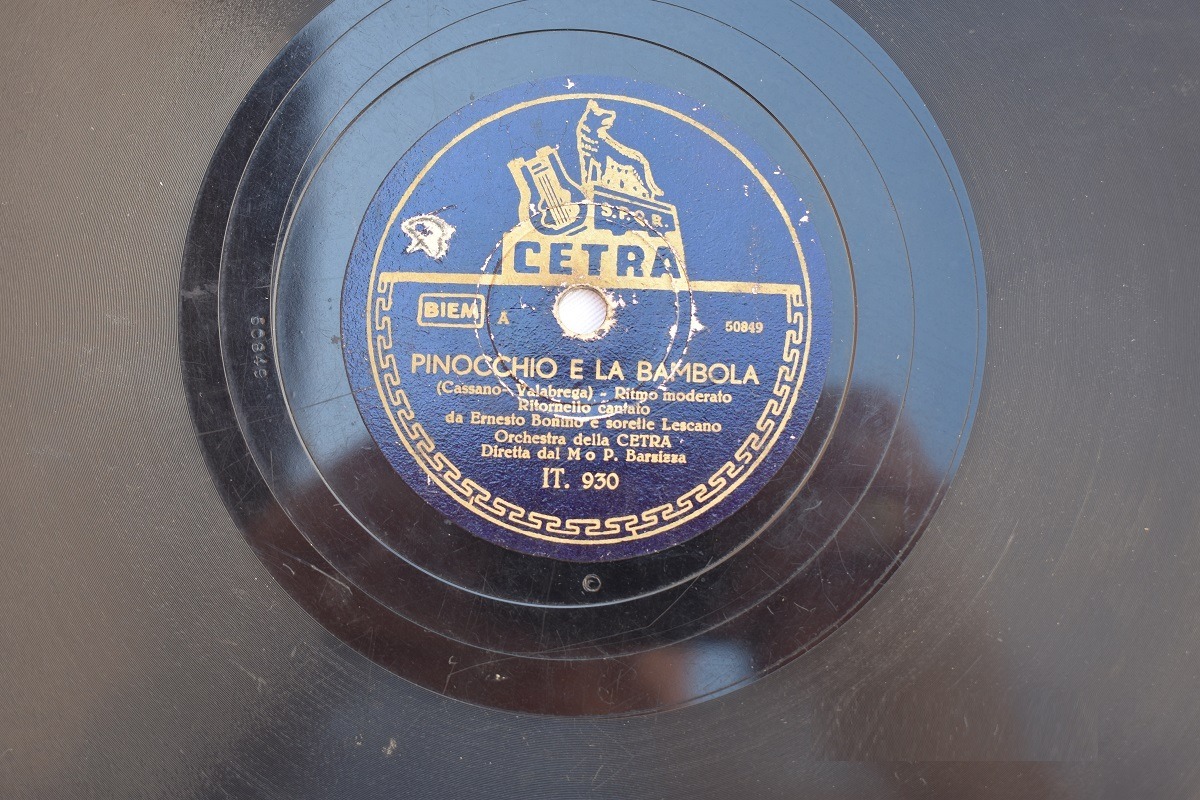 S.P.Q.R.
CETRA
BIEM A 50849
PINOCCHIO E LA BAMBOLA
(Cassano - Valabrega) - Ritmo moderato
Ritornello cantato
da Ernesto Bonino e sorelle Lescano
Orchestra della CETRA
Diretta dal M o P. Barzizza
IT. 930
50849